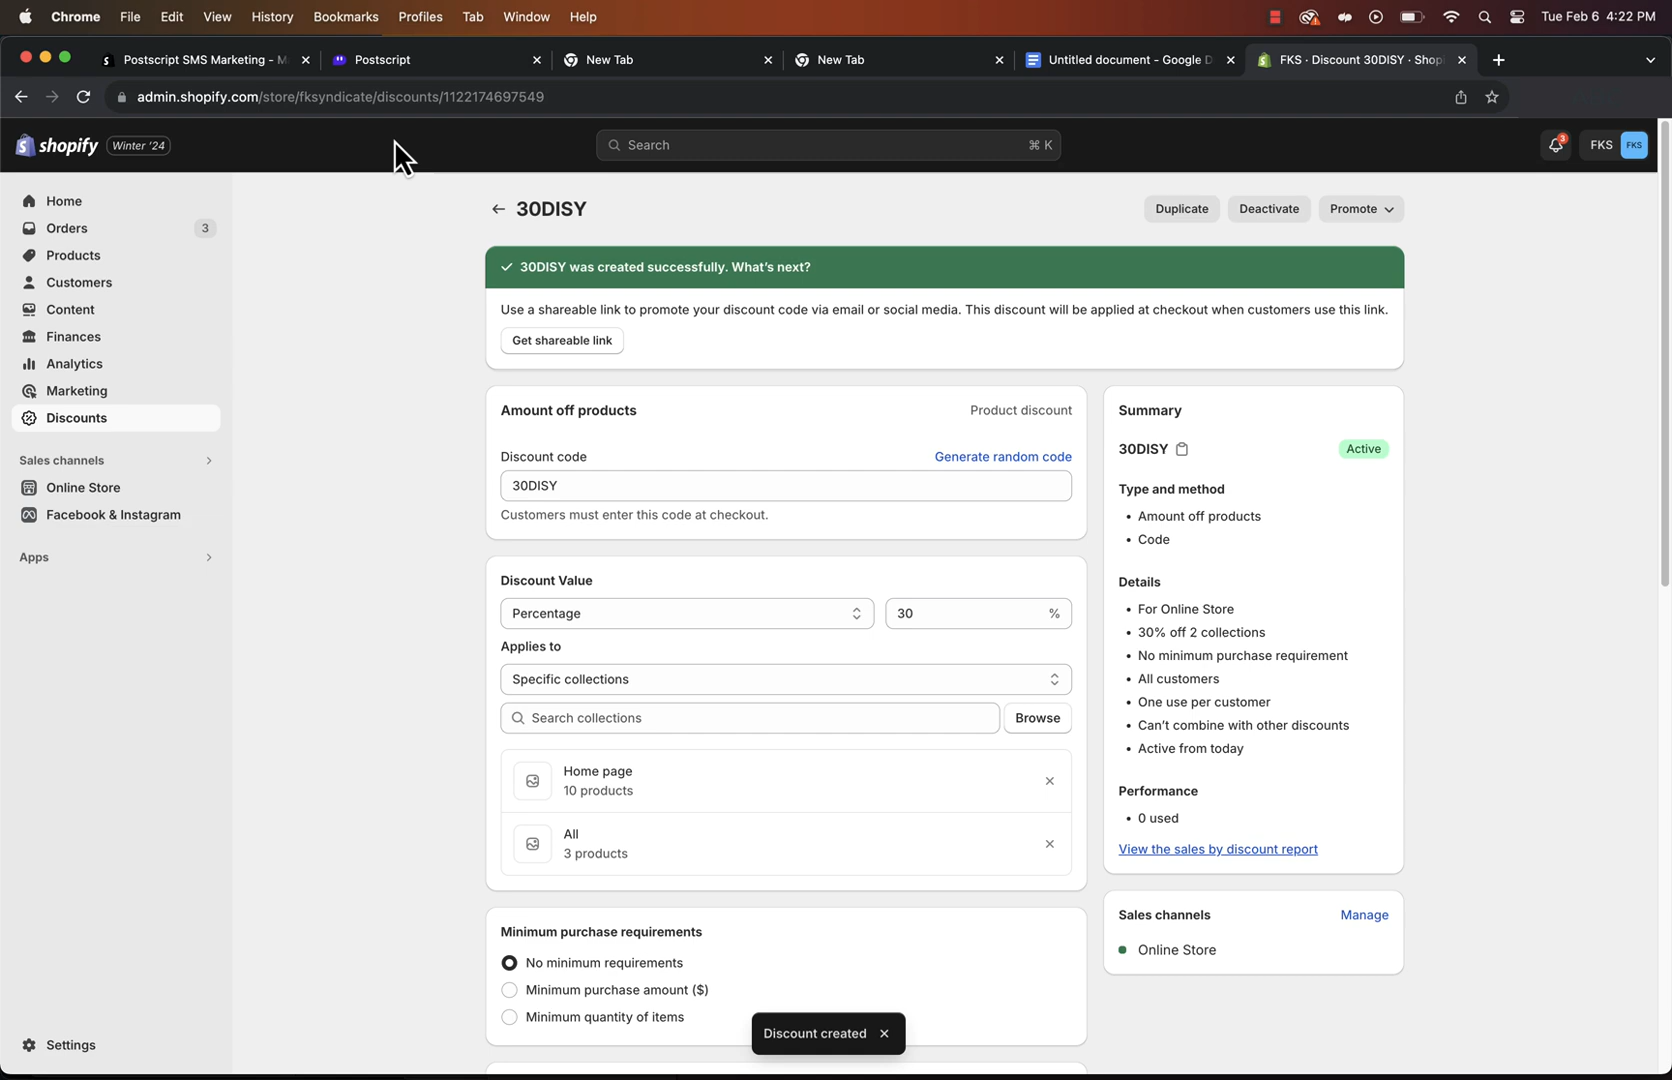 Chrome File Edit View History Bookmarks Profiles Tab Window Help Tue Feb 6 4:22 PM
Postscript SMS Marketing - M Postscript New Tab New Tab Untitled document - Google D FKS · Discount 30DISY · Shop
admin.shopify.com/store/fksyndicate/discounts/1122174697549
shopify Winter '24 Search ⌘ K 3 FKS FKS
Home
Orders 3
Products
Customers
Content
Finances
Analytics
Marketing
Discounts
Sales channels
Online Store
Facebook & Instagram
Apps
Settings
30DISY Duplicate Deactivate Promote
30DISY was created successfully. What's next?
Use a shareable link to promote your discount code via email or social media. This discount will be applied at checkout when customers use this link.
Get shareable link
Amount off products Product discount
Discount code Generate random code
30DISY
Customers must enter this code at checkout.
Discount Value
Percentage 30 %
Applies to
Specific collections
Search collections Browse
Home page
10 products
All
3 products
Minimum purchase requirements
No minimum requirements
Minimum purchase amount ($)
Minimum quantity of items
Summary
30DISY Active
Type and method
• Amount off products
• Code
Details
• For Online Store
• 30% off 2 collections
• No minimum purchase requirement
• All customers
• One use per customer
• Can't combine with other discounts
• Active from today
Performance
• 0 used
View the sales by discount report
Sales channels Manage
Online Store
Discount created